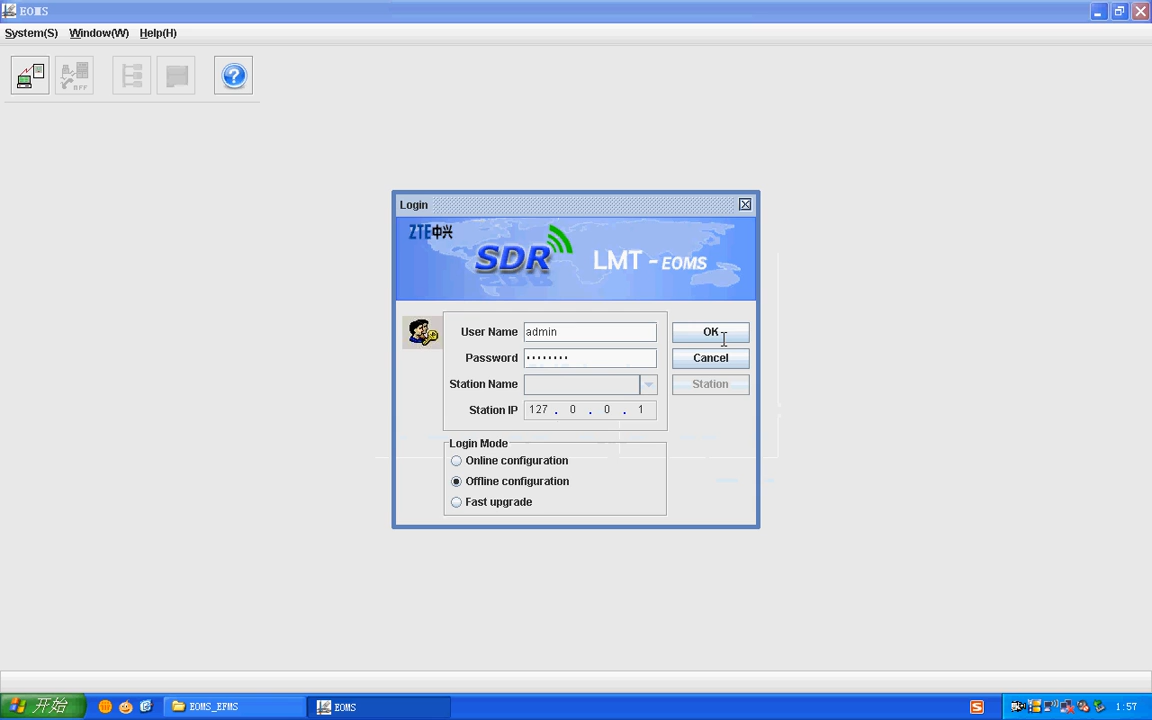 EOMS
System(S) Window(W) Help(H)
OFF
?
Login
ZTE中兴
SDR LMT - EOMS
User Name admin OK
Password •••••••• Cancel
Station Name Station
Station IP 127 . 0 . 0 . 1
Login Mode
Online configuration
Offline configuration
Fast upgrade
开始 EOMS_EFMS EOMS S 1:57